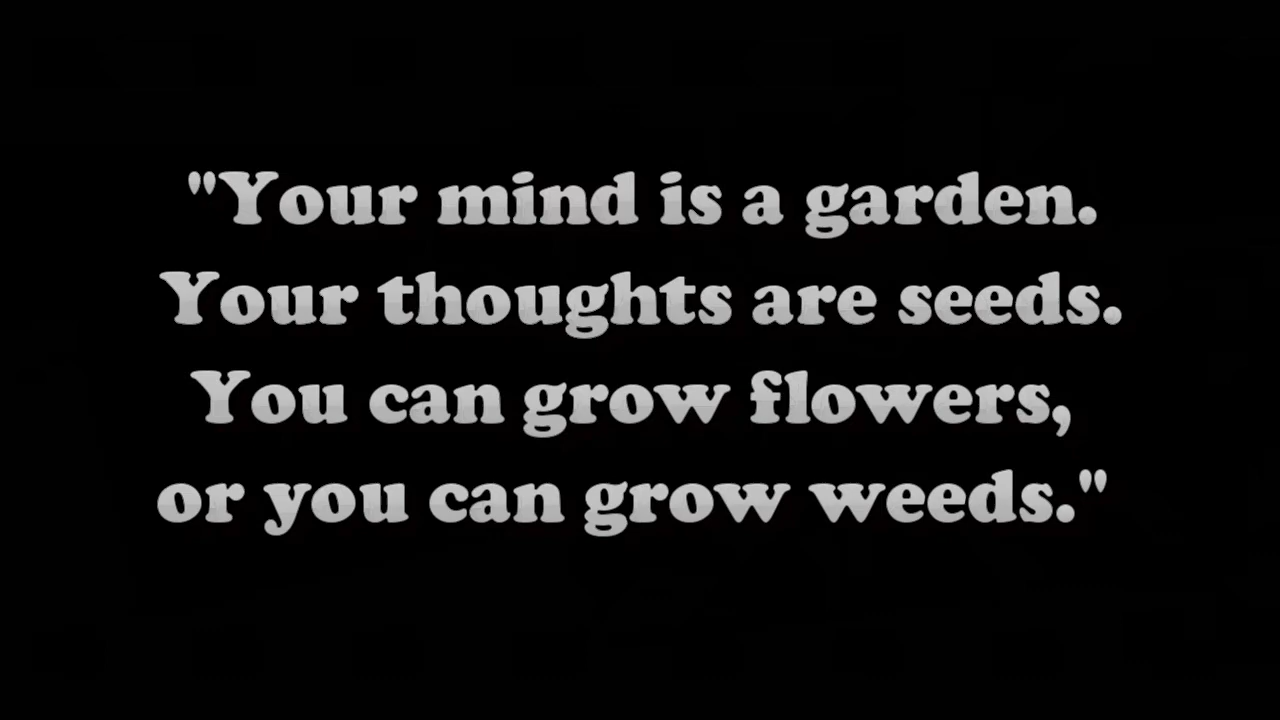 "Your mind is a garden.
Your thoughts are seeds.
You can grow flowers,
or you can grow weeds."